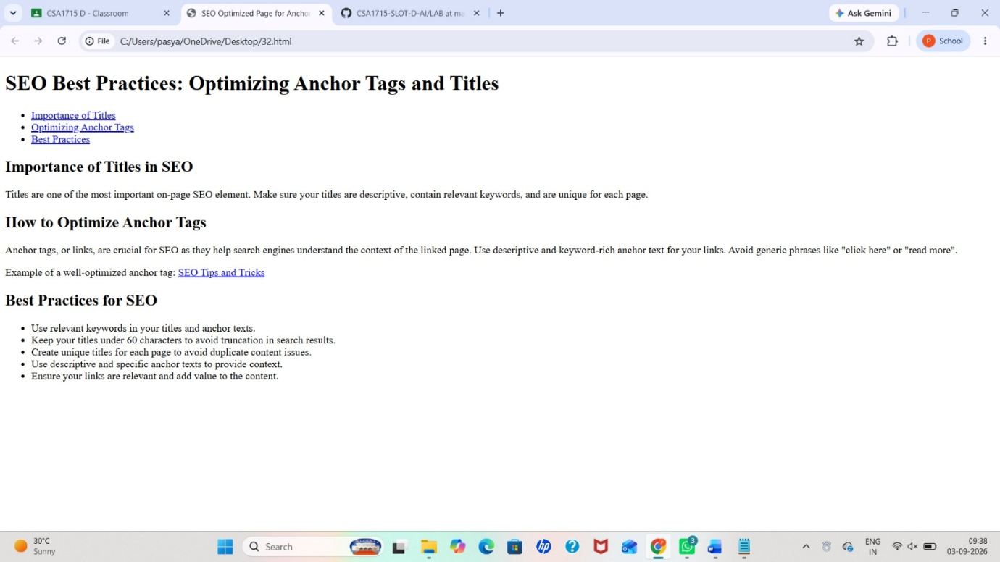 CSA1715 D - Classroom
SEO Optimized Page for Ancho
CSA1715-SLOT-D-AI/LAB at ma
Ask Gemini
File
C:/Users/pasya/OneDrive/Desktop/32.html
P
School
SEO Best Practices: Optimizing Anchor Tags and Titles
• Importance of Titles
• Optimizing Anchor Tags
• Best Practices
Importance of Titles in SEO
Titles are one of the most important on-page SEO element. Make sure your titles are descriptive, contain relevant keywords, and are unique for each page.
How to Optimize Anchor Tags
Anchor tags, or links, are crucial for SEO as they help search engines understand the context of the linked page. Use descriptive and keyword-rich anchor text for your links. Avoid generic phrases like "click here" or "read more".
Example of a well-optimized anchor tag: SEO Tips and Tricks
Best Practices for SEO
• Use relevant keywords in your titles and anchor texts.
• Keep your titles under 60 characters to avoid truncation in search results.
• Create unique titles for each page to avoid duplicate content issues.
• Use descriptive and specific anchor texts to provide context.
• Ensure your links are relevant and add value to the content.
30°C
Sunny
Search
hp
3
ENG
IN
09:38
03-09-2026